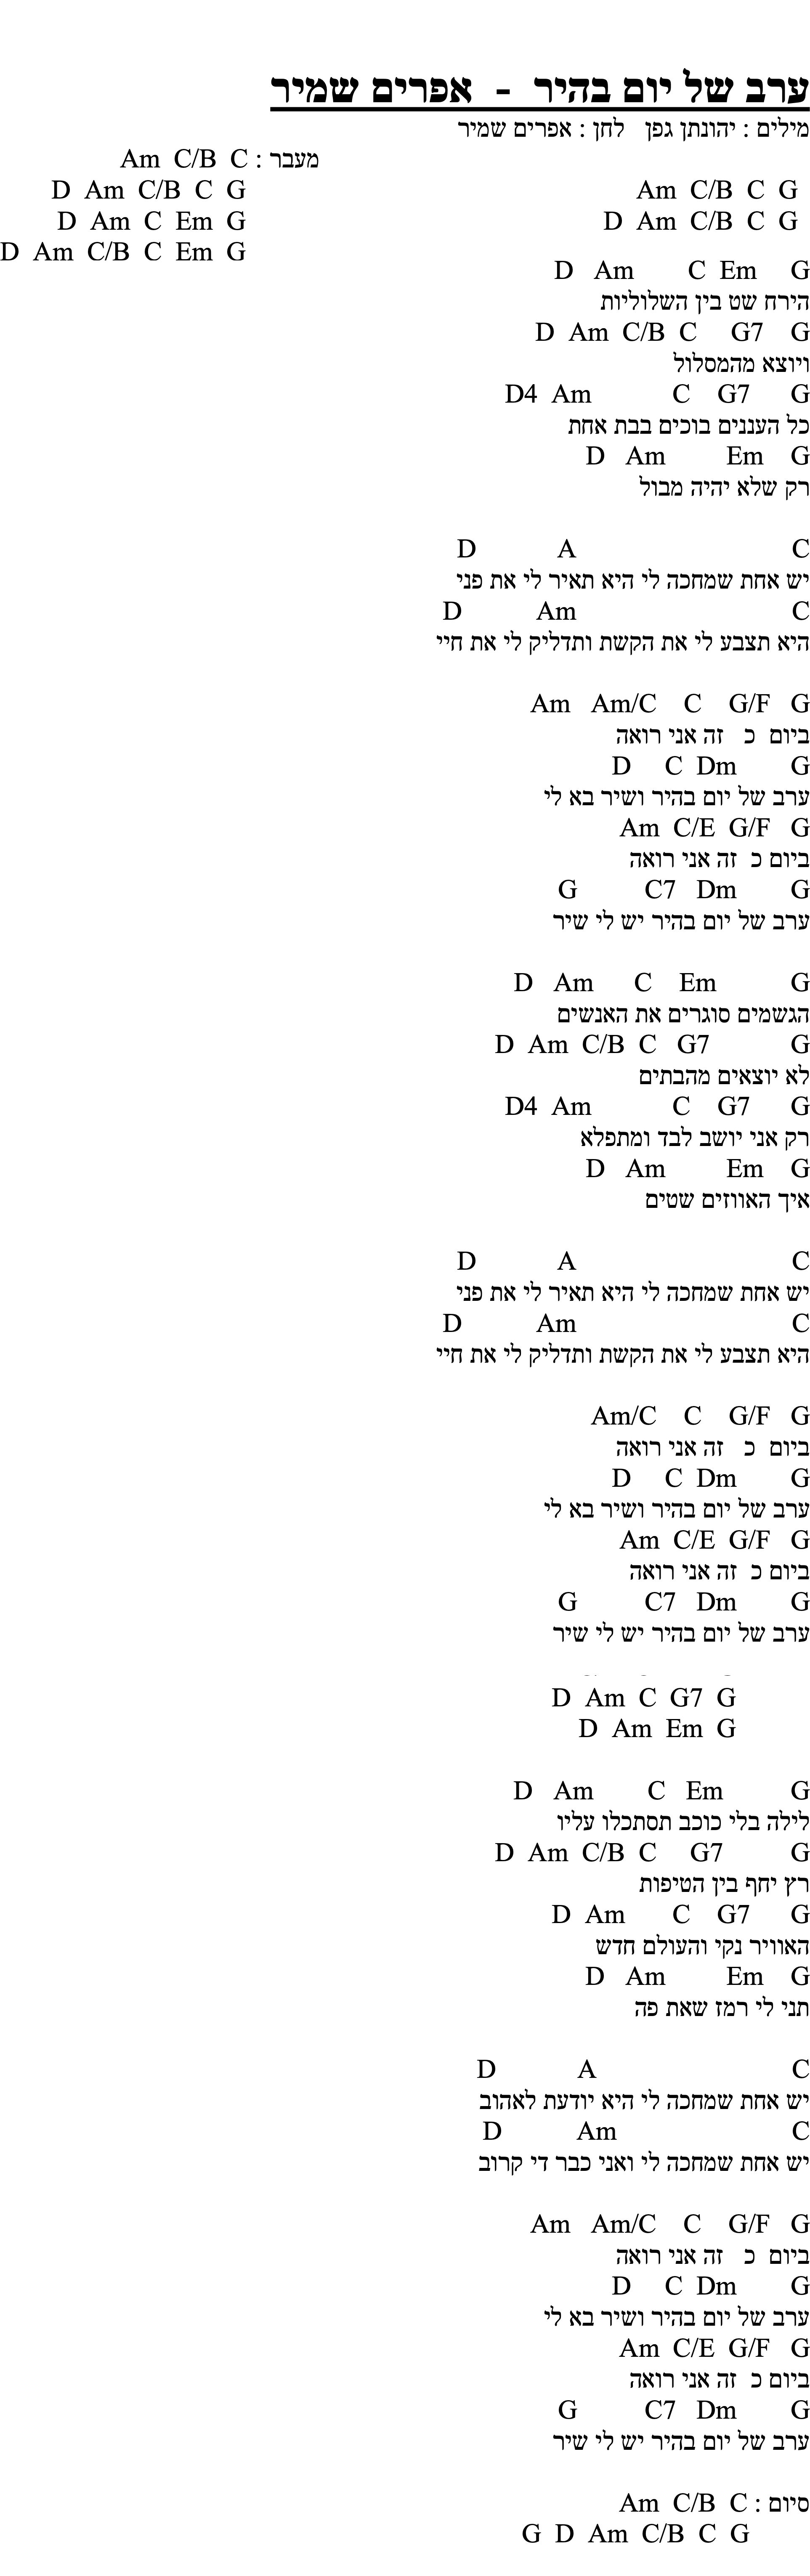 ערב של יום בהיר - אפרים שמיר
מילים : יהונתן גפן   לחן : אפרים שמיר
מעבר : Am C/B C
D Am C/B C G
D Am C Em G
D Am C/B C Em G
Am C/B C G
D Am C/B C G
D Am C Em G
הירח שט בין השלוליות
D Am C/B C G7 G
ויוצא מהמסלול
D4 Am C G7 G
כל העננים בוכים בבת אחת
D Am Em G
רק שלא יהיה מבול
D A C
יש אחת שמחכה לי היא תאיר לי את פני
D Am C
היא תצבע לי את הקשת ותדליק לי את חיי
Am Am/C C G/F G
ביום כ זה אני רואה
D C Dm G
ערב של יום בהיר ושיר בא לי
Am C/E G/F G
ביום כ זה אני רואה
G C7 Dm G
ערב של יום בהיר יש לי שיר
D Am C Em G
הגשמים סוגרים את האנשים
D Am C/B C G7 G
לא יוצאים מהבתים
D4 Am C G7 G
רק אני יושב לבד ומתפלא
D Am Em G
איך האווזים שטים
D A C
יש אחת שמחכה לי היא תאיר לי את פני
D Am C
היא תצבע לי את הקשת ותדליק לי את חיי
Am/C C G/F G
ביום כ זה אני רואה
D C Dm G
ערב של יום בהיר ושיר בא לי
Am C/E G/F G
ביום כ זה אני רואה
G C7 Dm G
ערב של יום בהיר יש לי שיר
D Am C G7 G
D Am Em G
D Am C Em G
לילה בלי כוכב תסתכלו עליו
D Am C/B C G7 G
רץ יחף בין הטיפות
D Am C G7 G
האוויר נקי והעולם חדש
D Am Em G
תני לי רמז שאת פה
D A C
יש אחת שמחכה לי היא יודעת לאהוב
D Am C
יש אחת שמחכה לי ואני כבר די קרוב
Am Am/C C G/F G
ביום כ זה אני רואה
D C Dm G
ערב של יום בהיר ושיר בא לי
Am C/E G/F G
ביום כ זה אני רואה
G C7 Dm G
ערב של יום בהיר יש לי שיר
סיום : Am C/B C
G D Am C/B C G